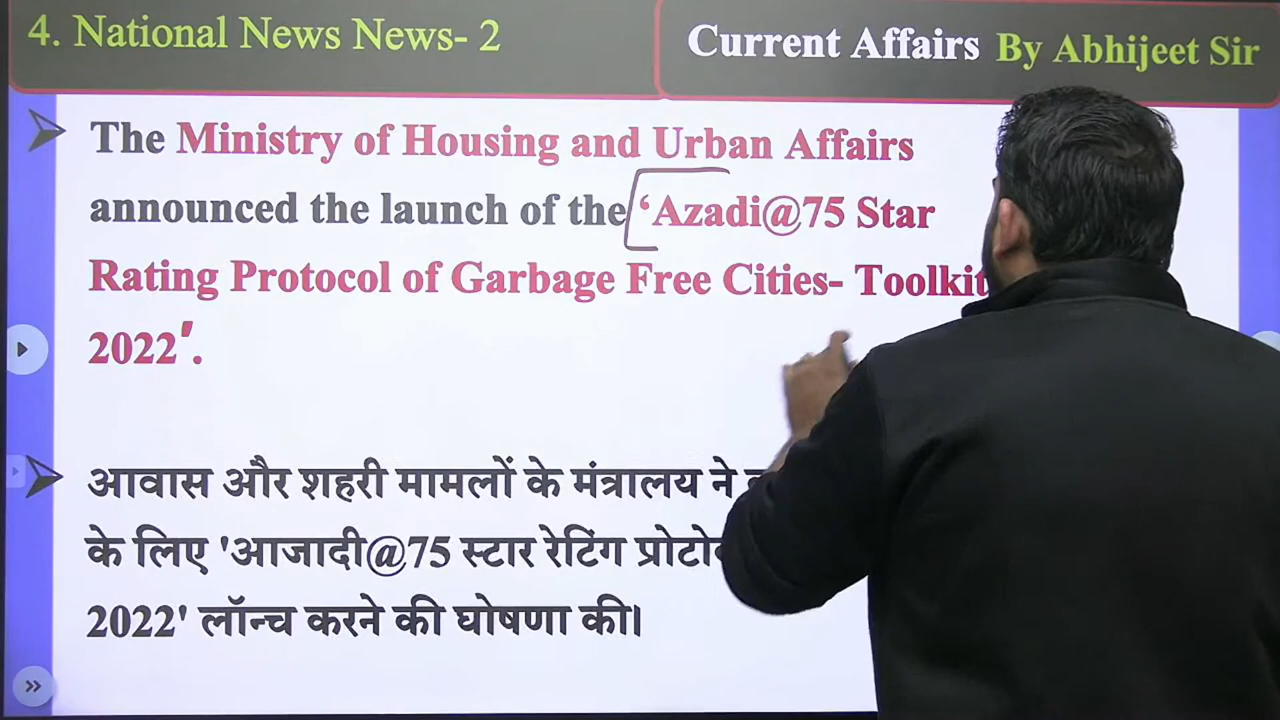 4. National News News- 2
Current Affairs By Abhijeet Sir
The Ministry of Housing and Urban Affairs
announced the launch of the ‘Azadi@75 Star
Rating Protocol of Garbage Free Cities- Toolkit
2022'.
आवास और शहरी मामलों के मंत्रालय ने
के लिए 'आजादी@75 स्टार रेटिंग
2022' लॉन्च करने की घोषणा की।